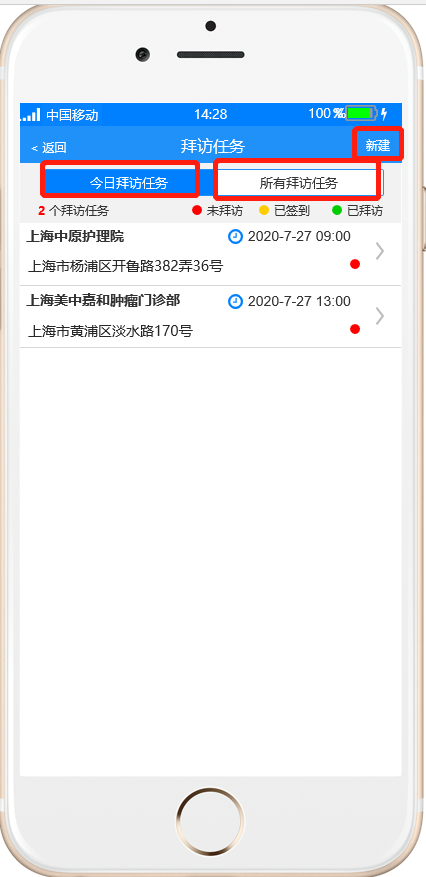 中国移动 14:28 100 %
< 返回 拜访任务 新建
今日拜访任务 所有拜访任务
2 个拜访任务 未拜访 已签到 已拜访
上海中原护理院 2020-7-27 09:00
上海市杨浦区开鲁路382弄36号
上海美中嘉和肿瘤门诊部 2020-7-27 13:00
上海市黄浦区淡水路170号